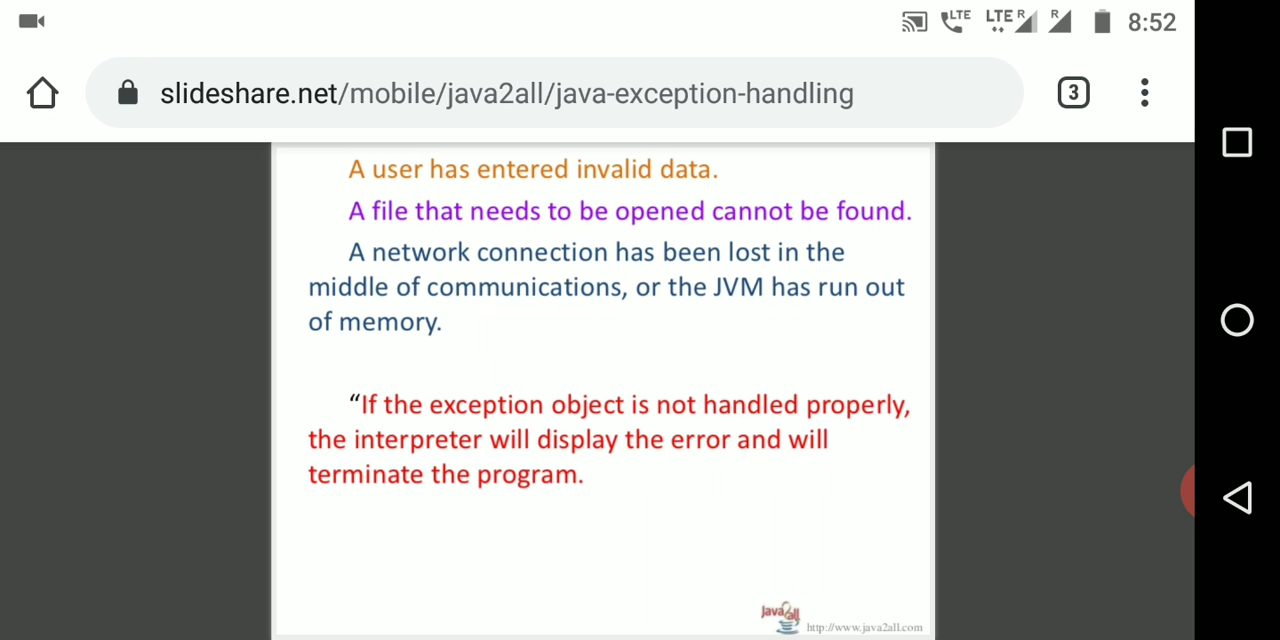 LTE LTE R R 8:52
slideshare.net/mobile/java2all/java-exception-handling 3
A user has entered invalid data.
A file that needs to be opened cannot be found.
A network connection has been lost in the
middle of communications, or the JVM has run out
of memory.
“If the exception object is not handled properly,
the interpreter will display the error and will
terminate the program.
Java2all
http://www.java2all.com